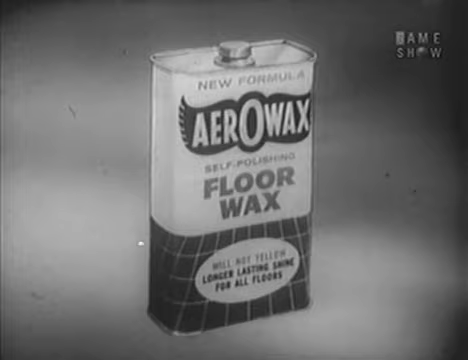 GAME
SHOW
NEW FORMULA
AEROWAX
SELF-POLISHING
FLOOR
WAX
WILL NOT YELLOW
LONGER LASTING SHINE
FOR ALL FLOORS